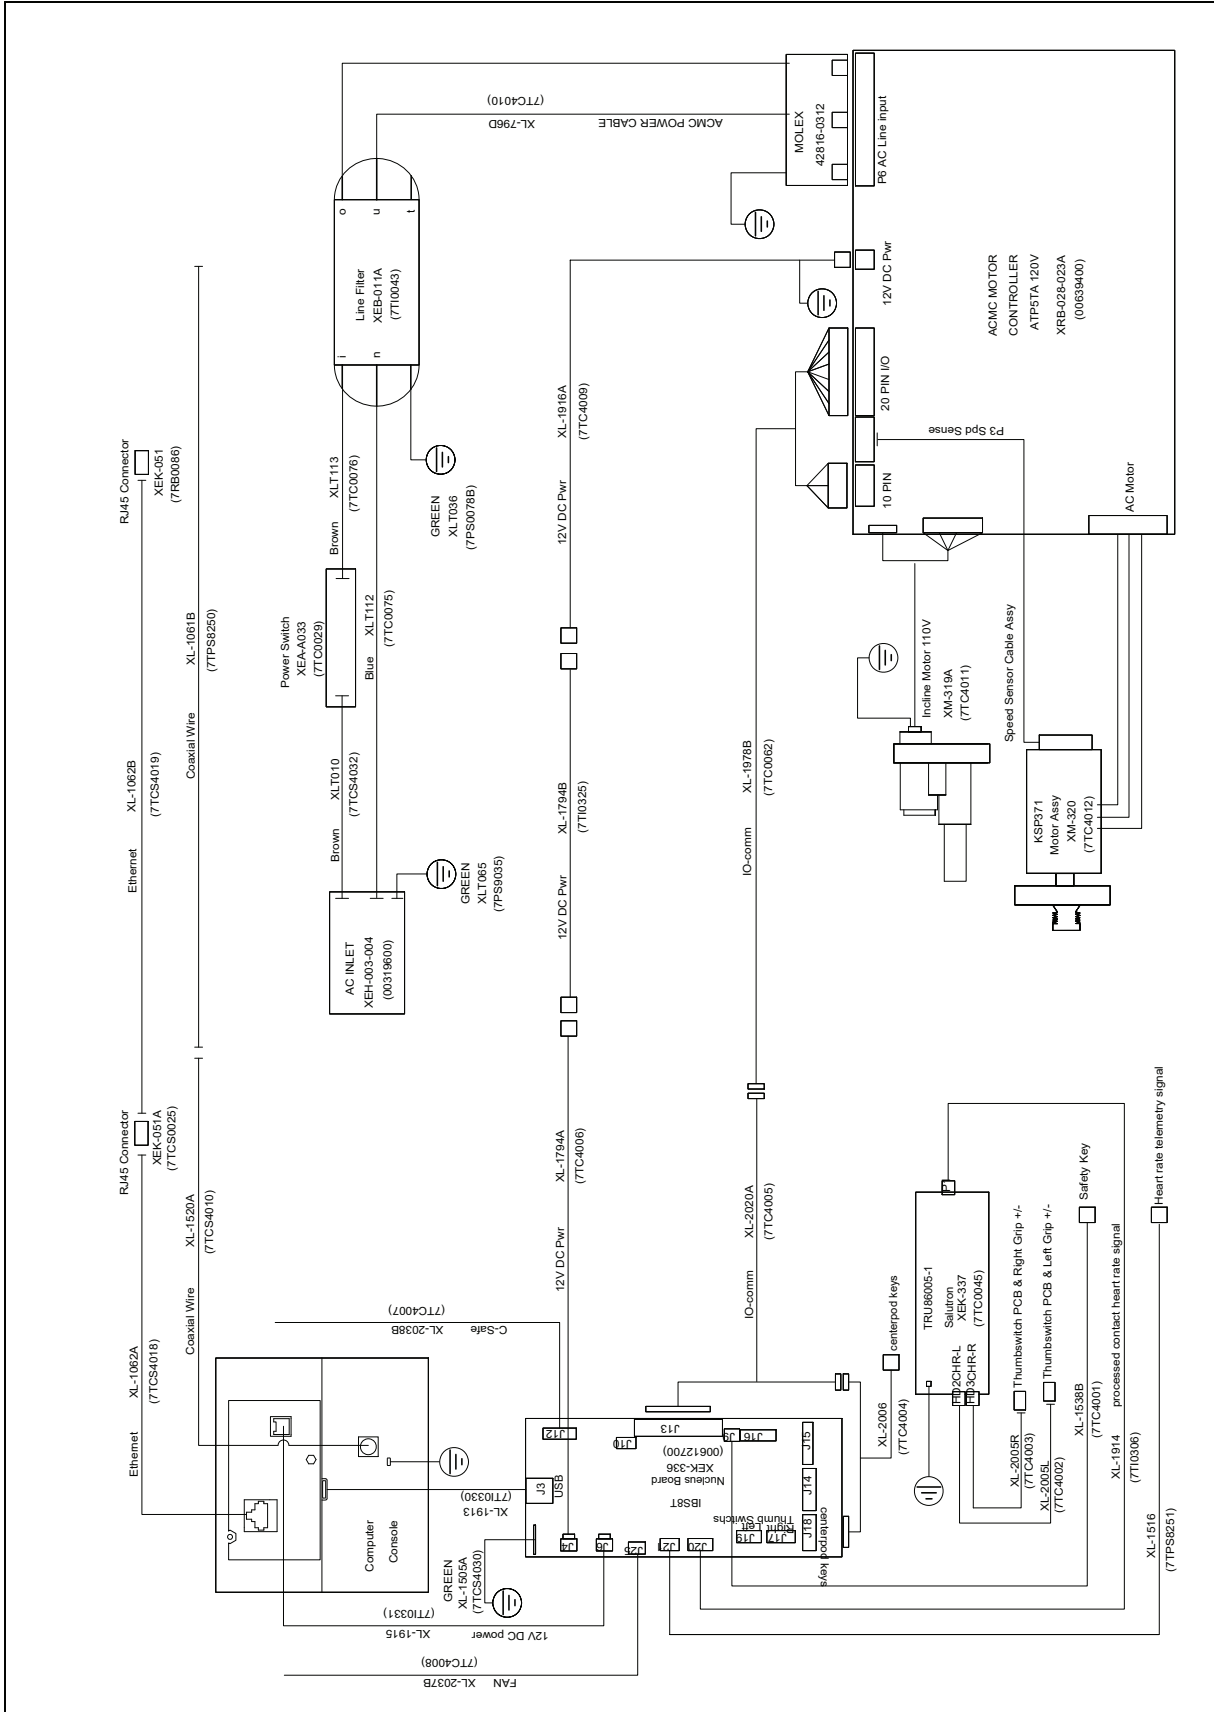 RJ45 Connector
XEK-051
(7RB0086)
XL-1062B
(7TCS4019)
Ethernet
RJ45 Connector
XEK-051A
(7TCS0025)
XL-1062A
(7TCS4018)
Ethernet
XL-1061B
(7TPS8250)
Coaxial Wire
XL-1520A
(7TCS4010)
Coaxial Wire
Computer
Console
AC INLET
XEH-003-004
(00319600)
GREEN
XLT065
(7PS9035)
Brown
XLT010
(7TCS4032)
Power Switch
XEA-A033
(7TC0029)
Blue
XLT112
(7TC0075)
Brown
XLT113
(7TC0076)
GREEN
XLT036
(7PS0078B)
Line Filter
XEB-011A
(7TI0043)
i
n
o
u
t
(7TC4010)
XL-796D
ACMC POWER CABLE
MOLEX
42816-0312
P6 AC Line input
12V DC Pwr
XL-1794A
(7TC4006)
12V DC Pwr
XL-1794B
(7TI0325)
12V DC Pwr
XL-1916A
(7TC4009)
12V DC Pwr
20 PIN I/O
P3 Spd Sense
10 PIN
ACMC MOTOR
CONTROLLER
ATP5TA 120V
XRB-028-023A
(00639400)
AC Motor
IO-comm
XL-2020A
(7TC4005)
IO-comm
XL-1978B
(7TC0062)
Incline Motor 110V
XM-319A
(7TC4011)
Speed Sensor Cable Assy
KSP371
Motor Assy
XM-320
(7TC4012)
C-Safe
XL-2038B
(7TC4007)
XL-1913
(7TI0330)
GREEN
XL-1505A
(7TCS4030)
12V DC power
XL-1915
(7TI0331)
FAN
XL-2037B
(7TC4008)
J3
USB
J12
J10
J13
J9
J16
J15
J14
J18
J4
J6
J25
J21
J20
J19
J17
IBS8T
Nucleus Board
XEK-336
(00612700)
Thumb Switchs
Right Left
centerpod keys
XL-2006
(7TC4004)
centerpod keys
TRU86005-1
Salutron
XEK-337
(7TC0045)
HD2CHR-L
HD3CHR-R
XL-2005R
(7TC4003)
Thumbswitch PCB & Right Grip +/-
XL-2005L
(7TC4002)
Thumbswitch PCB & Left Grip +/-
XL-1538B
(7TC4001)
Safety Key
XL-1914
(7TI0306)
processed contact heart rate signal
XL-1516
(7TPS8251)
Heart rate telemetry signal